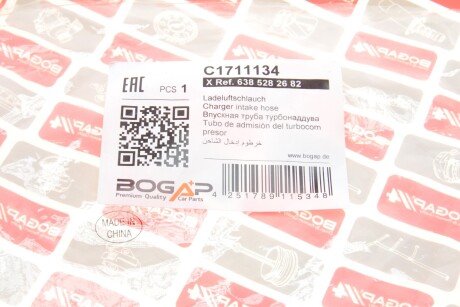 EAC
PCS 1
C1711134
X Ref. 638 528 26 82
Ladeluftschlauch
Charger intake hose
Впускная труба турбонаддува
Tubo de admisión del turbocom
presor
خرطوم إدخال الشاحن
www.bogap.de
BOGAP
Premium Quality Car Parts
4 251789 115348
MADE IN
CHINA